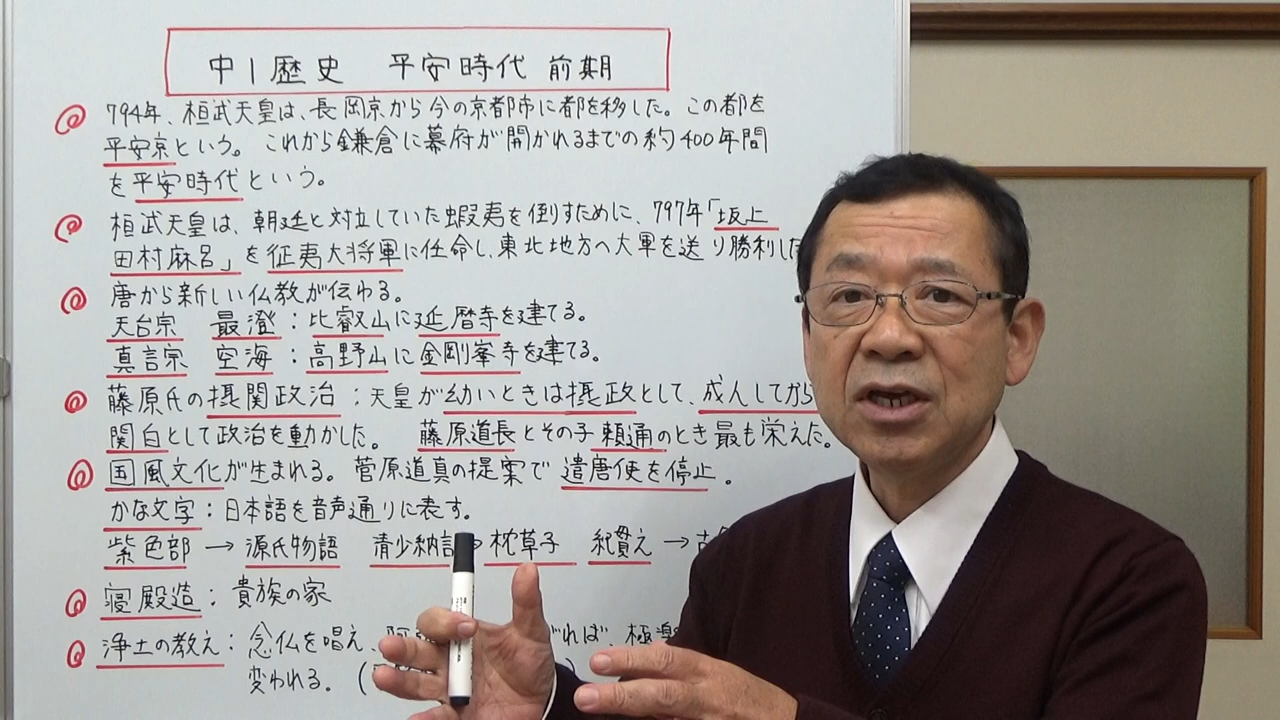 中1歴史 平安時代 前期
794年、桓武天皇は、長岡京から今の京都市に都を移した。この都を
平安京という。これから鎌倉に幕府が開かれるまでの約400年間
を平安時代という。
桓武天皇は、朝廷と対立していた蝦夷を倒すために、797年「坂上
田村麻呂」を征夷大将軍に任命し、東北地方へ大軍を送り勝利した
唐から新しい仏教が伝わる。
天台宗 最澄：比叡山に延暦寺を建てる。
真言宗 空海：高野山に金剛峯寺を建てる。
藤原氏の摂関政治：天皇が幼いときは摂政として、成人してから
関白として政治を動かした。 藤原道長とその子頼通のとき最も栄えた。
国風文化が生まれる。菅原道真の提案で遣唐使を停止。
かな文字：日本語を音声通りに表す。
紫色部→源氏物語 青少納言 枕草子 紀貫え→古
寝殿造：貴族の家
浄土の教え：念仏を唱え、阿 ば、極楽
変われる。（